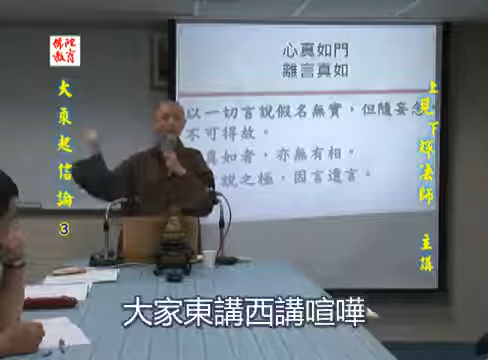 佛陀
教育
大乘起信論
3
心真如門
離言真如
以一切言說假名無實，但隨妄念
不可得故。
真如者，亦無有相。
說之極，因言遣言。
上見下輝法師 主講
大家東講西講喧嘩